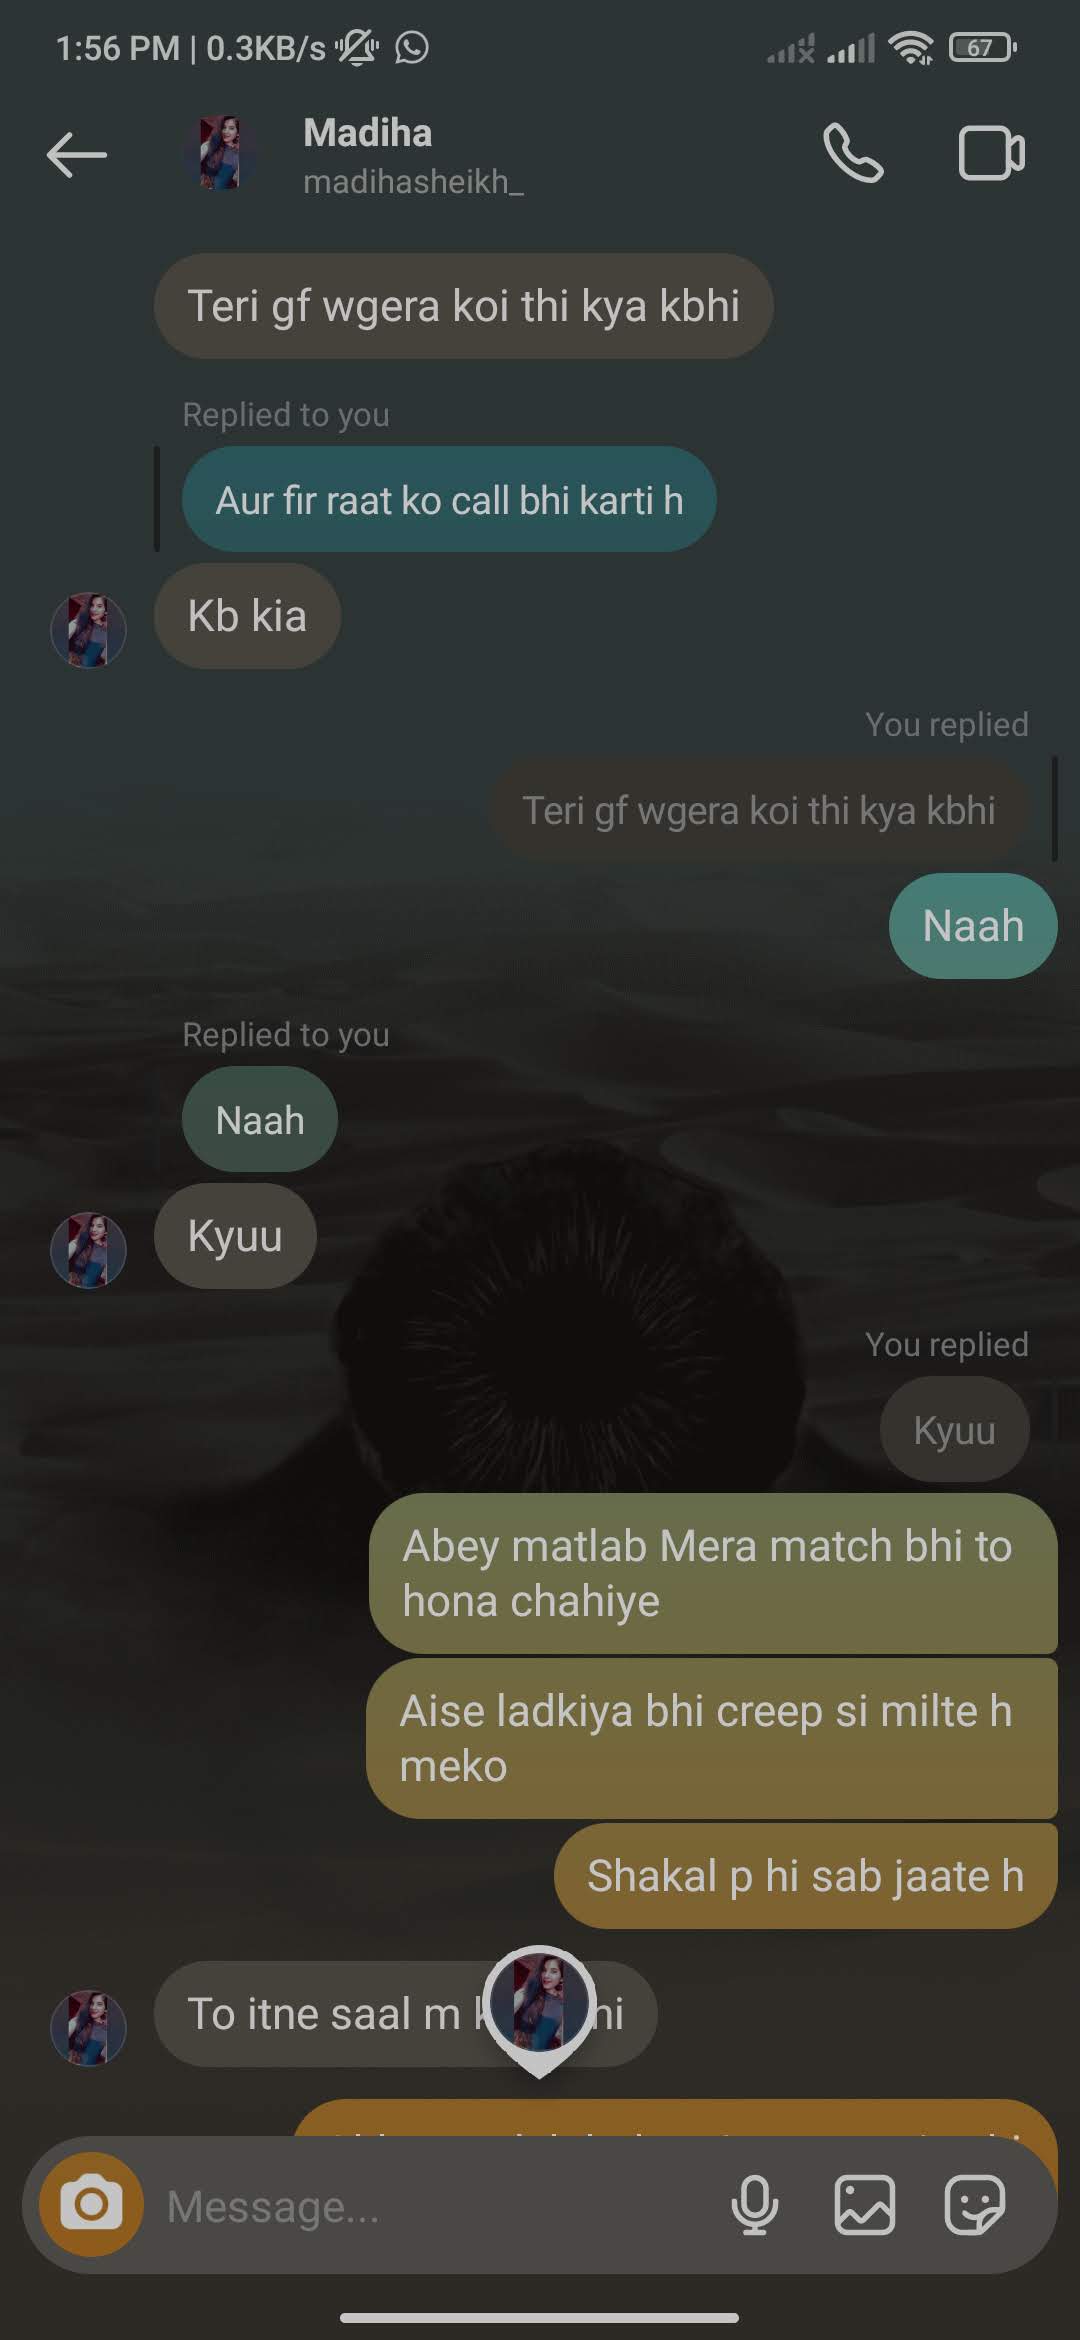 1:56 PM | 0.3KB/s
67
Madiha
madihasheikh_
Teri gf wgera koi thi kya kbhi
Replied to you
Aur fir raat ko call bhi karti h
Kb kia
You replied
Teri gf wgera koi thi kya kbhi
Naah
Replied to you
Naah
Kyuu
You replied
Kyuu
Abey matlab Mera match bhi to
hona chahiye
Aise ladkiya bhi creep si milte h
meko
Shakal p hi sab jaate h
To itne saal m
Message...